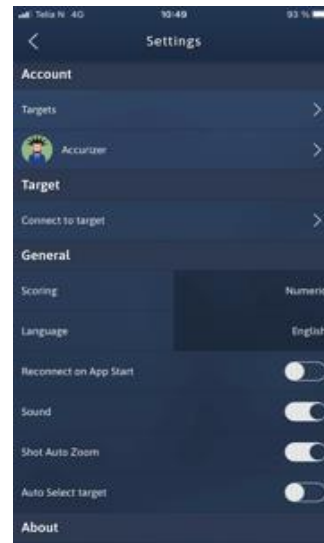 Telia N 4G 10:49 93 %
Settings
Account
Targets
Accurizer
Target
Connect to target
General
Scoring Numeric
Language English
Reconnect on App Start
Sound
Shot Auto Zoom
Auto Select target
About